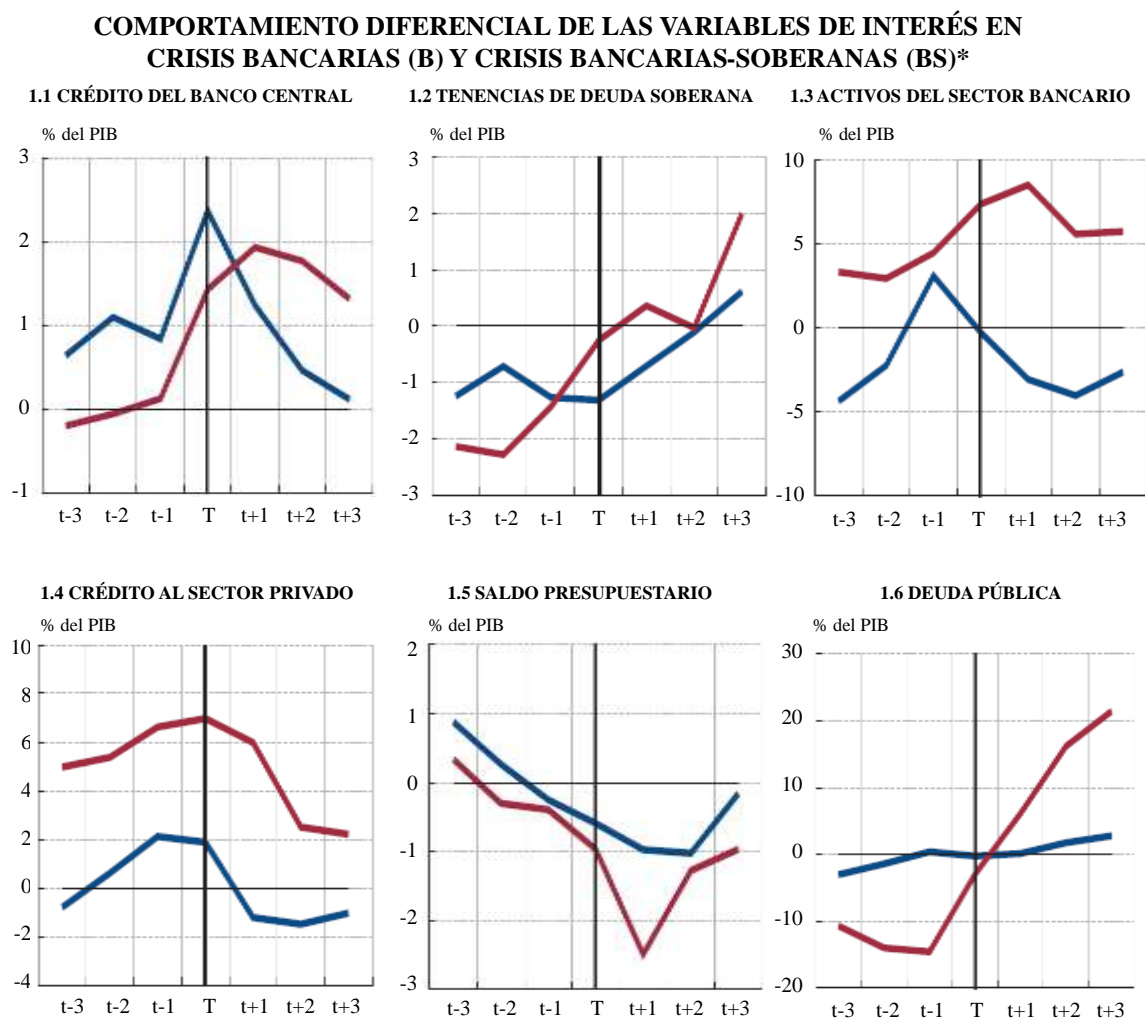 COMPORTAMIENTO DIFERENCIAL DE LAS VARIABLES DE INTERÉS EN
CRISIS BANCARIAS (B) Y CRISIS BANCARIAS-SOBERANAS (BS)*
1.1 CRÉDITO DEL BANCO CENTRAL
% del PIB
3
2
1
0
-1
t-3 t-2 t-1 T t+1 t+2 t+3
1.2 TENENCIAS DE DEUDA SOBERANA
% del PIB
3
2
1
0
-1
-2
-3
t-3 t-2 t-1 T t+1 t+2 t+3
1.3 ACTIVOS DEL SECTOR BANCARIO
% del PIB
10
5
0
-5
-10
t-3 t-2 t-1 T t+1 t+2 t+3
1.4 CRÉDITO AL SECTOR PRIVADO
% del PIB
10
8
6
4
2
0
-2
-4
t-3 t-2 t-1 T t+1 t+2 t+3
1.5 SALDO PRESUPUESTARIO
% del PIB
2
1
0
-1
-2
-3
t-3 t-2 t-1 T t+1 t+2 t+3
1.6 DEUDA PÚBLICA
% del PIB
30
20
10
0
-10
-20
t-3 t-2 t-1 T t+1 t+2 t+3